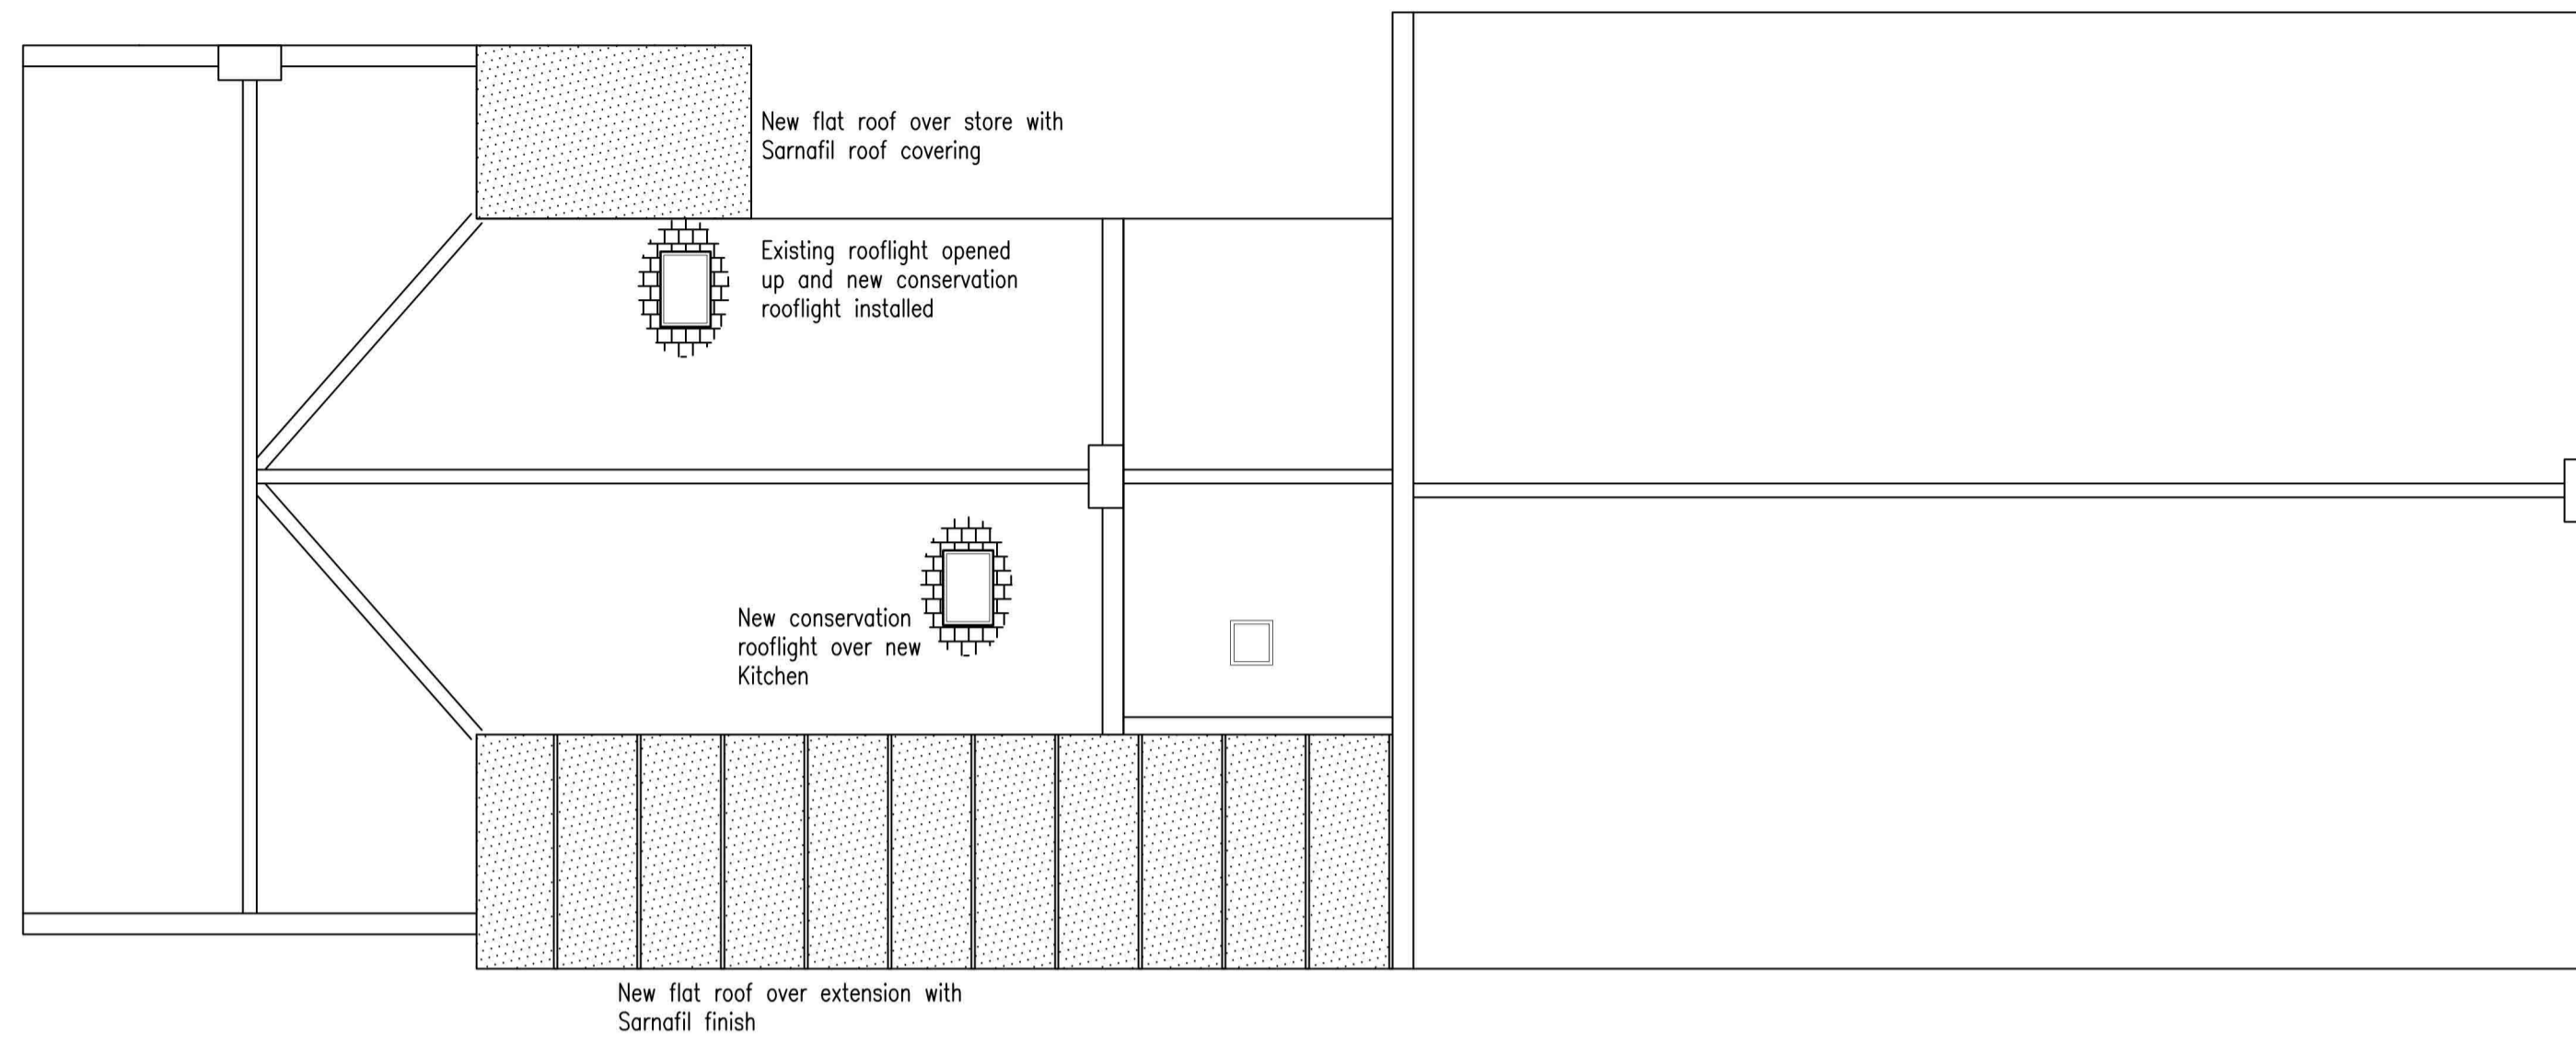 New flat roof over store with
Sarnafil roof covering
Existing rooflight opened
up and new conservation
rooflight installed
New conservation
rooflight over new
Kitchen
New flat roof over extension with
Sarnafil finish